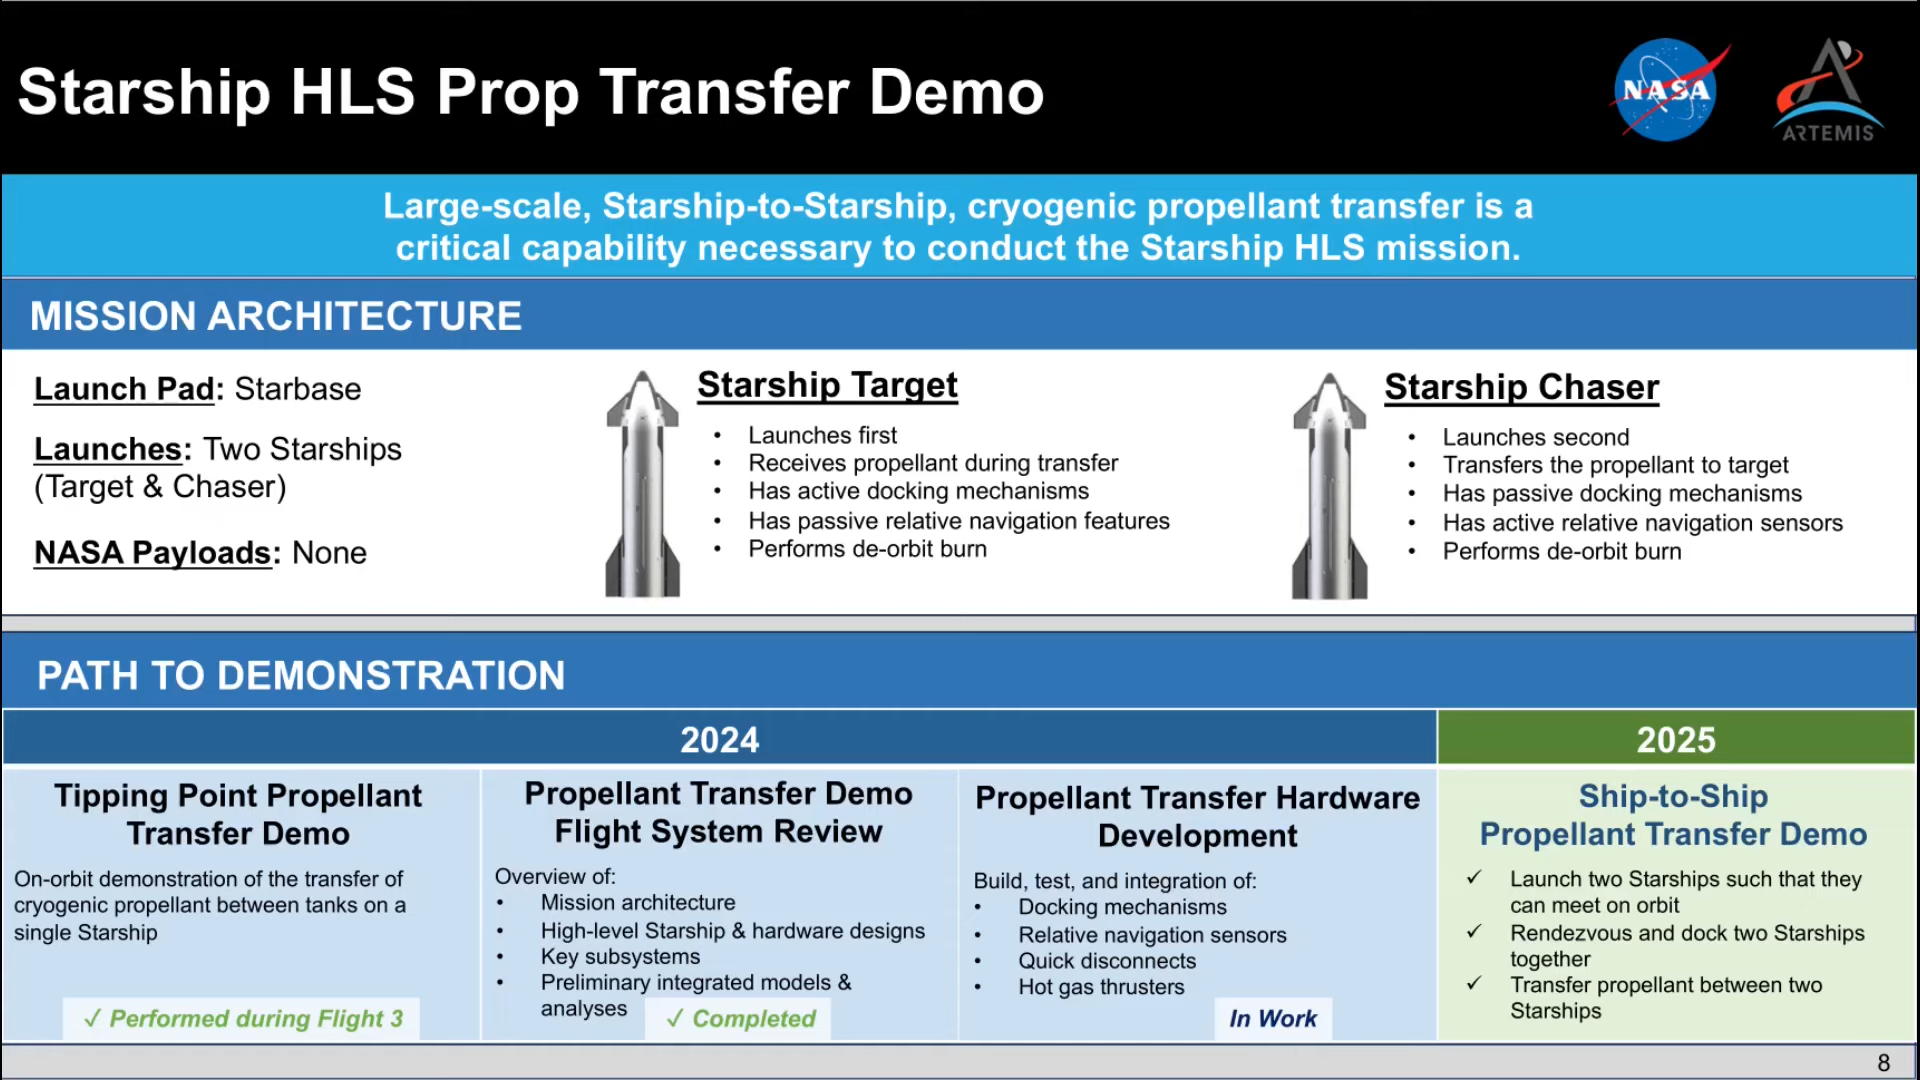 Starship HLS Prop Transfer Demo
NASA
ARTEMIS
Large-scale, Starship-to-Starship, cryogenic propellant transfer is a
critical capability necessary to conduct the Starship HLS mission.
MISSION ARCHITECTURE
Launch Pad: Starbase
Launches: Two Starships
(Target & Chaser)
NASA Payloads: None
Starship Target
• Launches first
• Receives propellant during transfer
• Has active docking mechanisms
• Has passive relative navigation features
• Performs de-orbit burn
Starship Chaser
• Launches second
• Transfers the propellant to target
• Has passive docking mechanisms
• Has active relative navigation sensors
• Performs de-orbit burn
PATH TO DEMONSTRATION
2024
2025
Tipping Point Propellant
Transfer Demo
On-orbit demonstration of the transfer of
cryogenic propellant between tanks on a
single Starship
✓ Performed during Flight 3
Propellant Transfer Demo
Flight System Review
Overview of:
• Mission architecture
• High-level Starship & hardware designs
• Key subsystems
• Preliminary integrated models &
analyses
✓ Completed
Propellant Transfer Hardware
Development
Build, test, and integration of:
• Docking mechanisms
• Relative navigation sensors
• Quick disconnects
• Hot gas thrusters
In Work
Ship-to-Ship
Propellant Transfer Demo
✓ Launch two Starships such that they
can meet on orbit
✓ Rendezvous and dock two Starships
together
✓ Transfer propellant between two
Starships
8